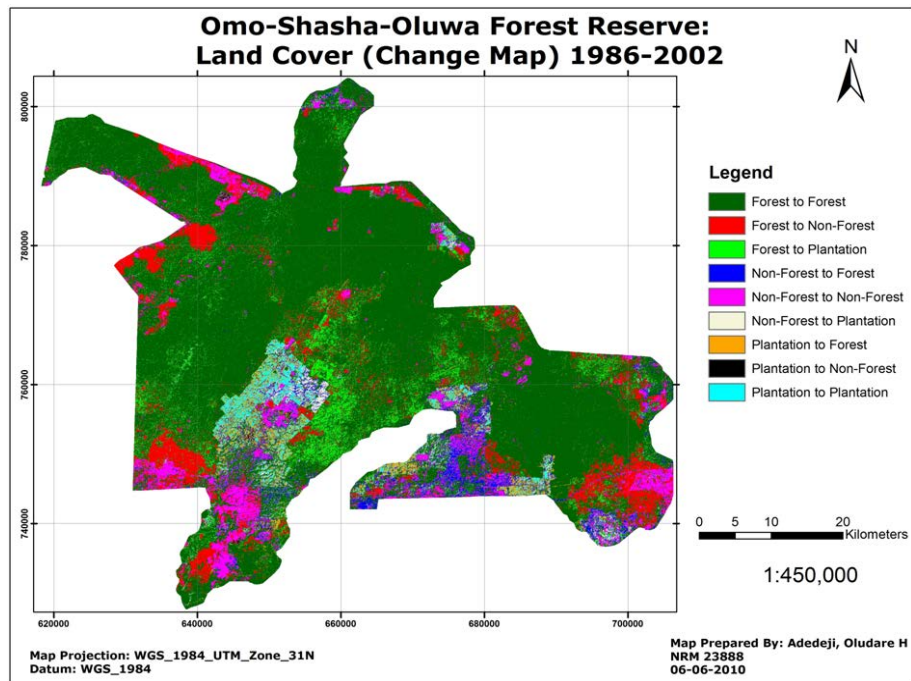 Omo-Shasha-Oluwa Forest Reserve:
Land Cover (Change Map) 1986-2002
N
800000
780000
760000
740000
620000 640000 660000 680000 700000
Legend
Forest to Forest
Forest to Non-Forest
Forest to Plantation
Non-Forest to Forest
Non-Forest to Non-Forest
Non-Forest to Plantation
Plantation to Forest
Plantation to Non-Forest
Plantation to Plantation
0 5 10 20
Kilometers
1:450,000
Map Projection: WGS_1984_UTM_Zone_31N
Datum: WGS_1984
Map Prepared By: Adedeji, Oludare H
NRM 23888
06-06-2010